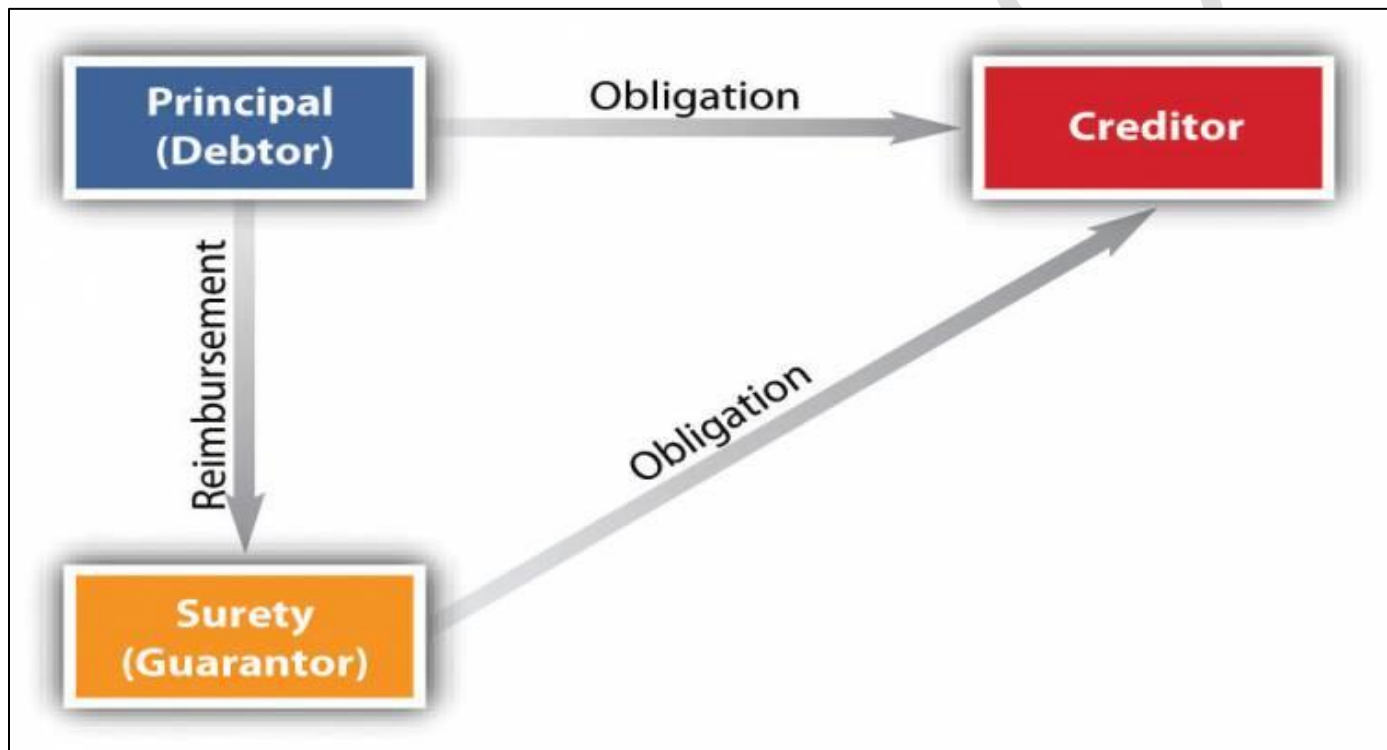 Principal
(Debtor)
Obligation
Creditor
Reimbursement
Obligation
Surety
(Guarantor)